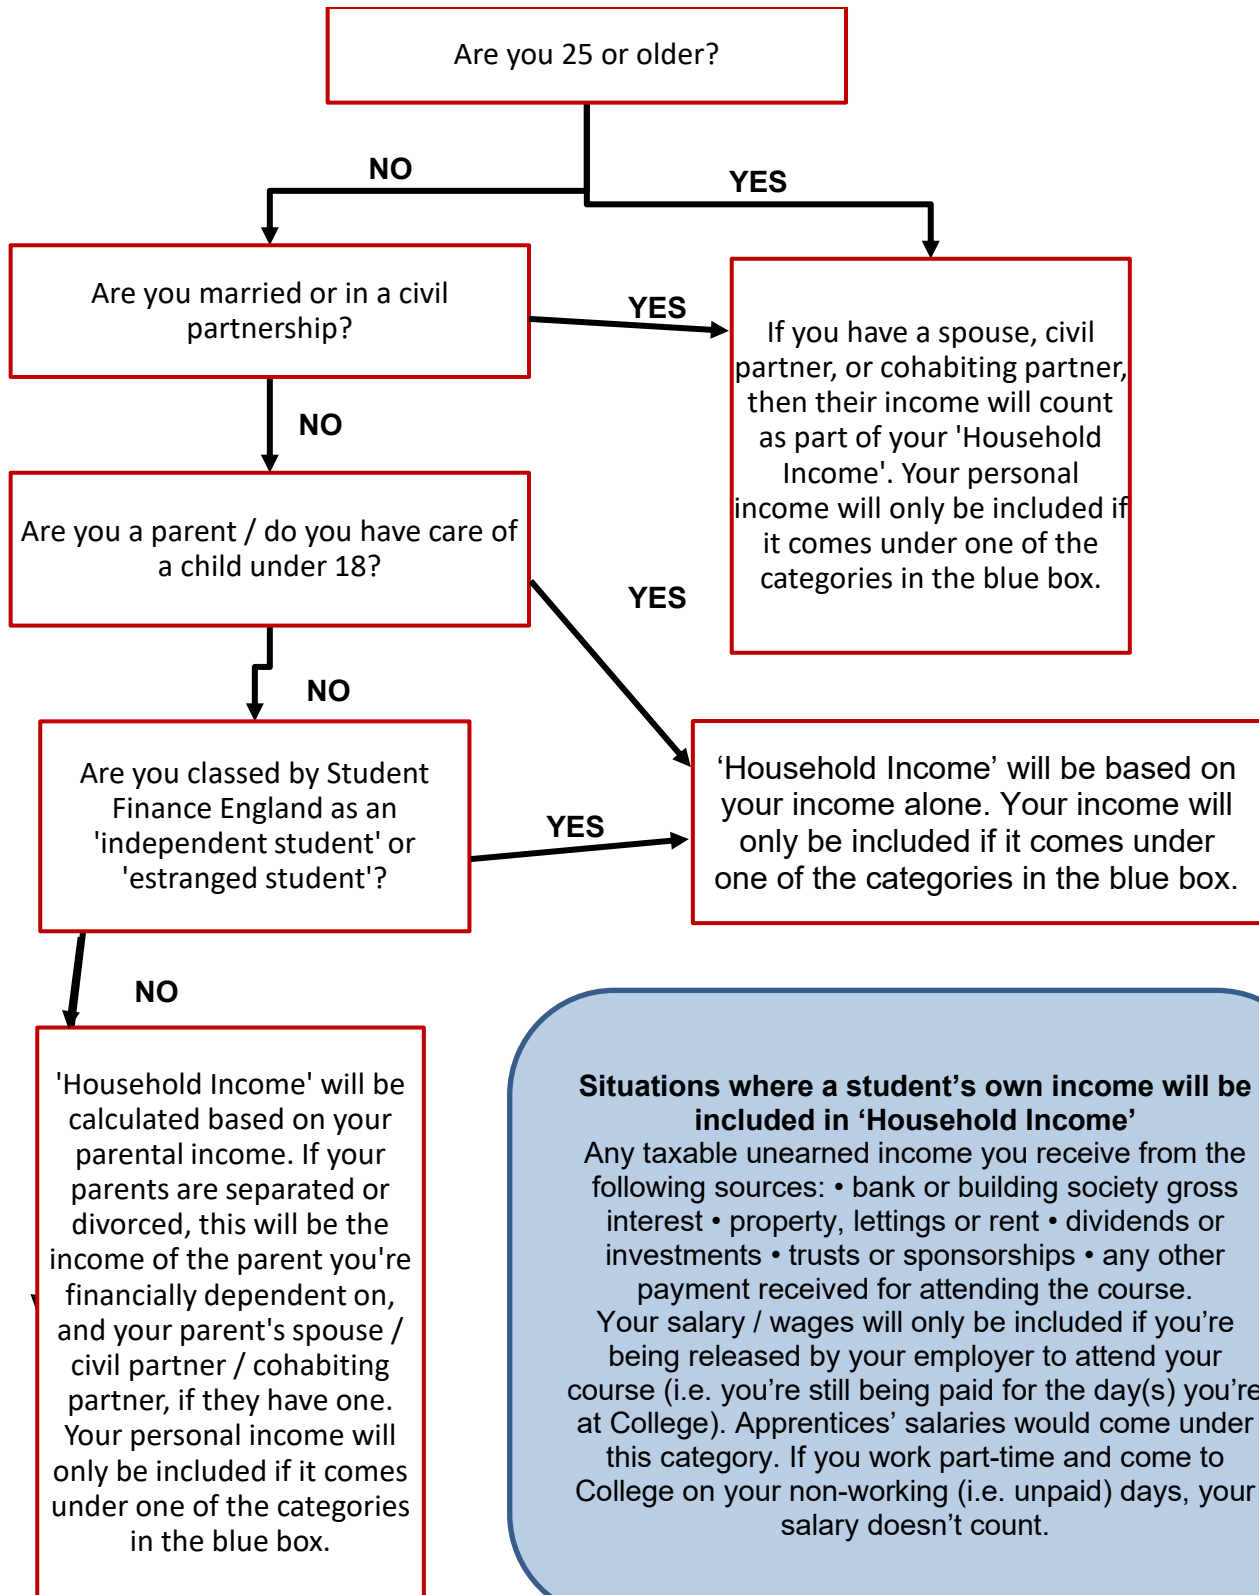 Are you 25 or older?
NO
YES
Are you married or in a civil
partnership?
YES
If you have a spouse, civil
partner, or cohabiting partner,
then their income will count
as part of your 'Household
Income'. Your personal
income will only be included if
it comes under one of the
categories in the blue box.
NO
Are you a parent / do you have care of
a child under 18?
YES
NO
Are you classed by Student
Finance England as an
'independent student' or
'estranged student'?
YES
‘Household Income’ will be based on
your income alone. Your income will
only be included if it comes under
one of the categories in the blue box.
NO
'Household Income' will be
calculated based on your
parental income. If your
parents are separated or
divorced, this will be the
income of the parent you're
financially dependent on,
and your parent's spouse /
civil partner / cohabiting
partner, if they have one.
Your personal income will
only be included if it comes
under one of the categories
in the blue box.
Situations where a student’s own income will be
included in ‘Household Income’
Any taxable unearned income you receive from the
following sources: • bank or building society gross
interest • property, lettings or rent • dividends or
investments • trusts or sponsorships • any other
payment received for attending the course.
Your salary / wages will only be included if you’re
being released by your employer to attend your
course (i.e. you’re still being paid for the day(s) you’re
at College). Apprentices’ salaries would come under
this category. If you work part-time and come to
College on your non-working (i.e. unpaid) days, your
salary doesn’t count.